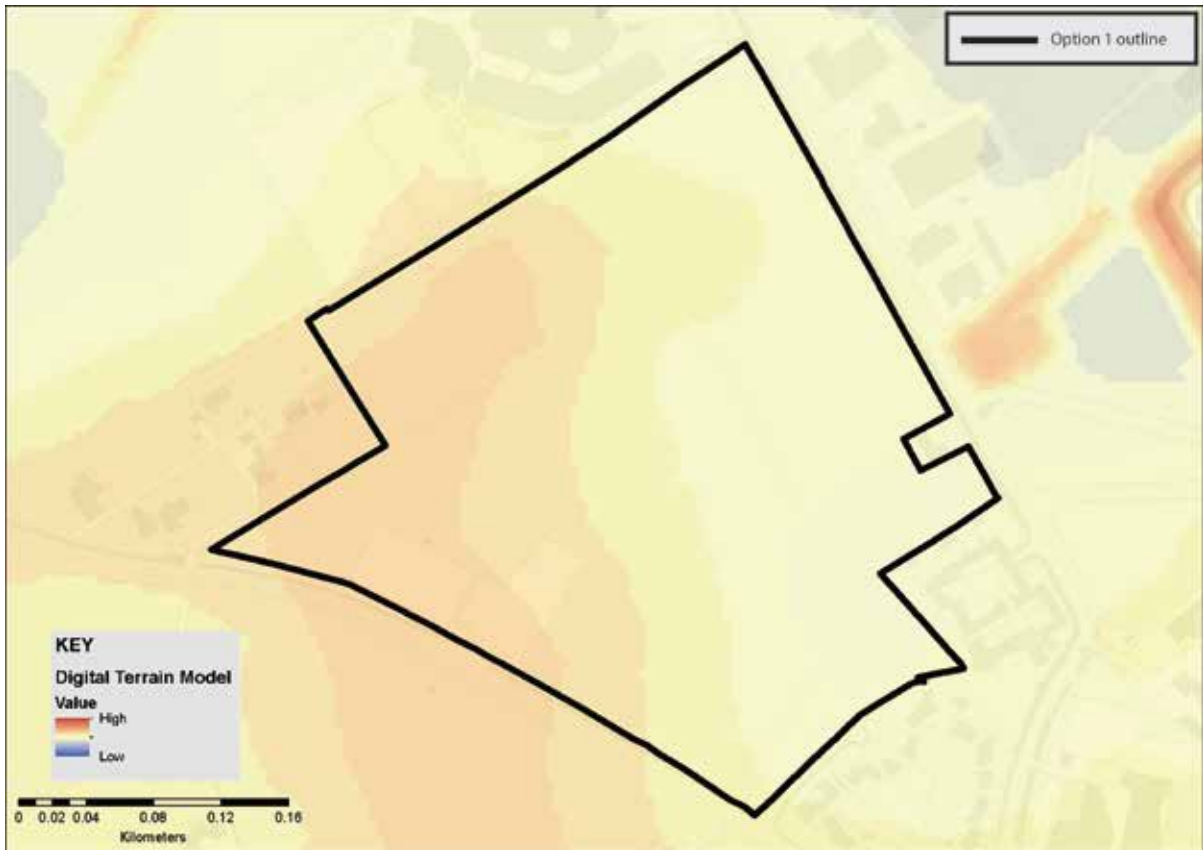 Option 1 outline
KEY
Digital Terrain Model
Value
High
Low
0 0.02 0.04 0.08 0.12 0.16
Kilometers